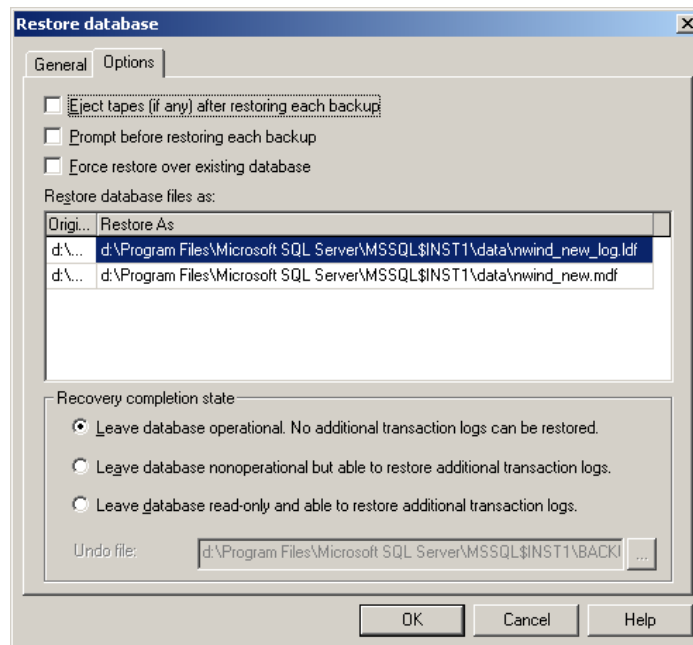 Restore database
General Options
Eject tapes (if any) after restoring each backup
Prompt before restoring each backup
Force restore over existing database
Restore database files as:
Origi... Restore As
d:\... d:\Program Files\Microsoft SQL Server\MSSQL$INST1\data\nwind_new_log.ldf
d:\... d:\Program Files\Microsoft SQL Server\MSSQL$INST1\data\nwind_new.mdf
Recovery completion state
Leave database operational. No additional transaction logs can be restored.
Leave database nonoperational but able to restore additional transaction logs.
Leave database read-only and able to restore additional transaction logs.
Undo file: d:\Program Files\Microsoft SQL Server\MSSQL$INST1\BACKU ...
OK Cancel Help